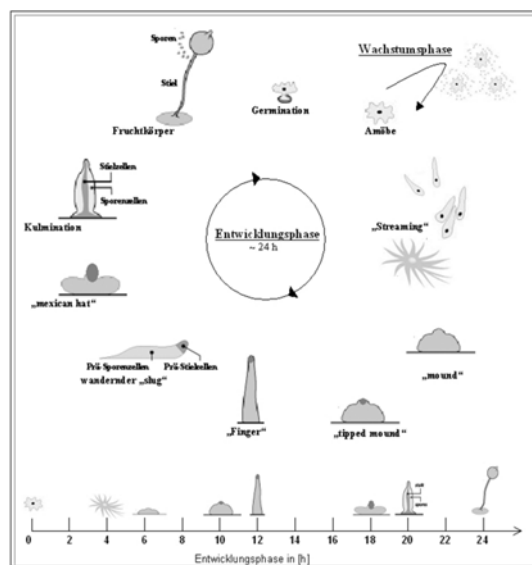 Sporen
Wachstumsphase
Stiel
Germination
Fruchtkörper
Amöbe
Stielzellen
Sporenzellen
Kulmination
„Streaming“
Entwicklungsphase
~ 24 h
„mexican hat“
Prä-Sporenzellen
Prä-Stielzellen
wandernder „slug“
„mound“
„Finger“
„tipped mound“
0 2 4 6 8 10 12 14 16 18 20 22 24
Entwicklungsphase in [h]